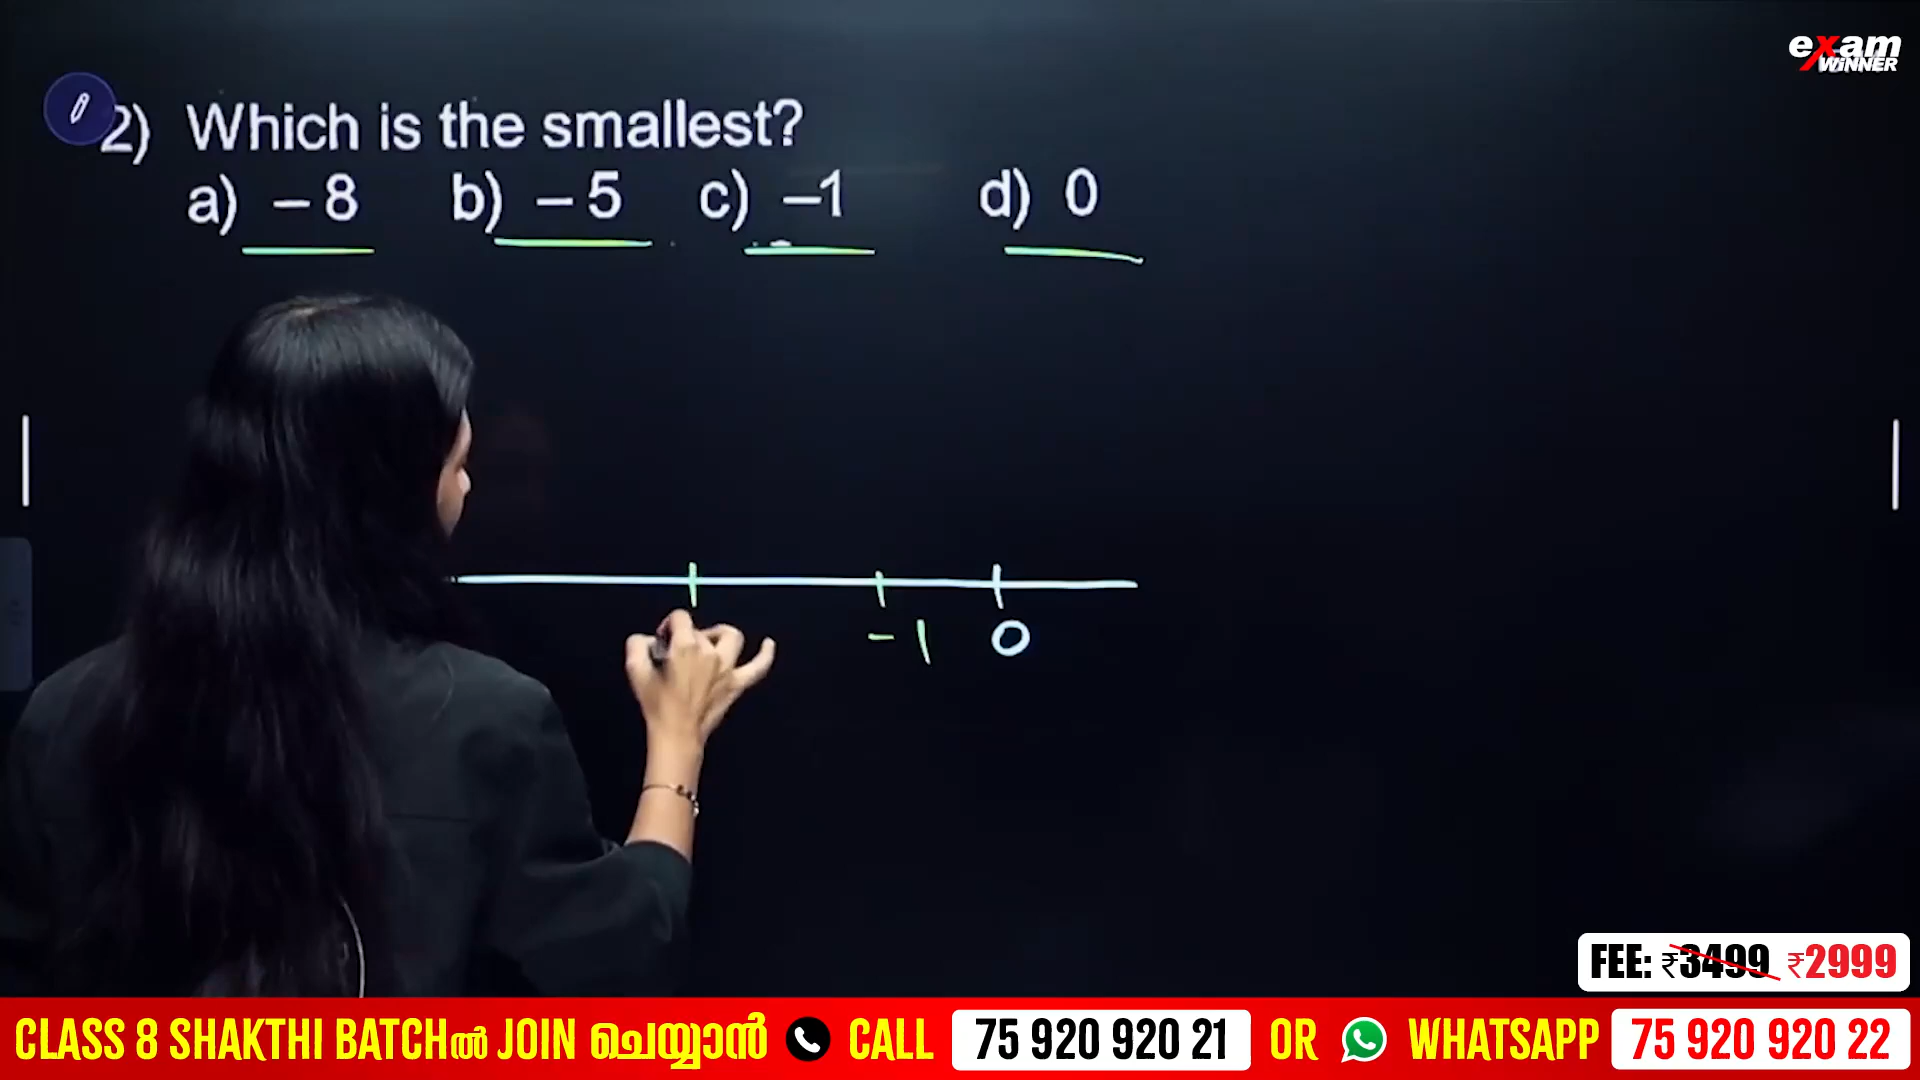 exam
WiNNER
2) Which is the smallest?
a) – 8 b) – 5 c) –1 d) 0
-1 0
FEE: ₹3499 ₹2999
CLASS 8 SHAKTHI BATCHൽ JOIN ചെയ്യാൻ CALL 75 920 920 21 OR WHATSAPP 75 920 920 22